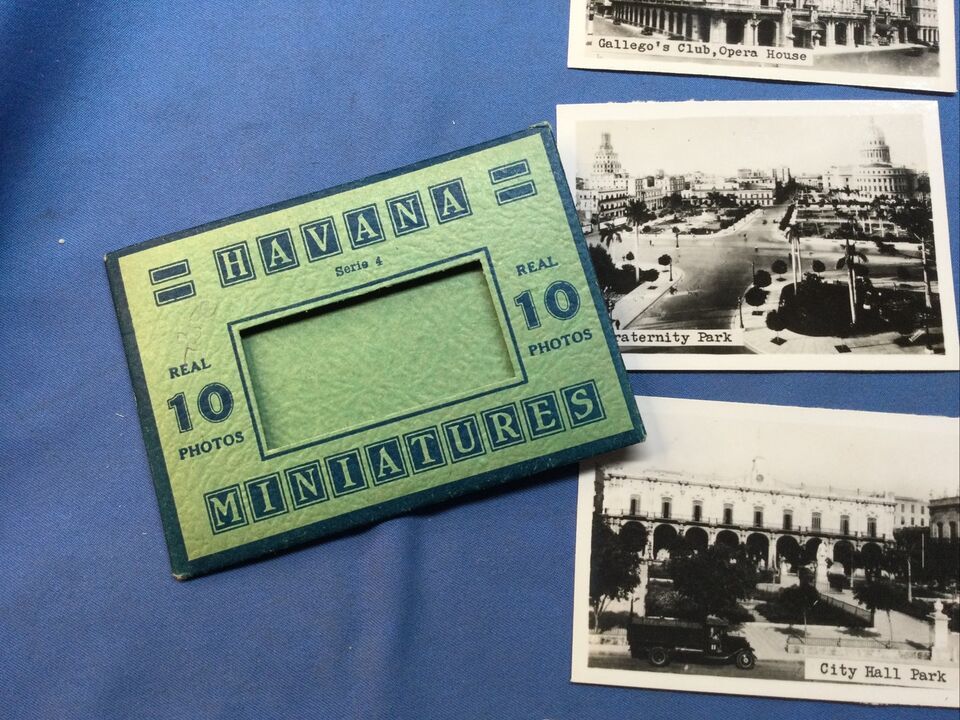 HAVANA
Serie 4
REAL
10
PHOTOS
REAL
10
PHOTOS
MINIATURES
Gallego's Club, Opera House
raternity Park
City Hall Park